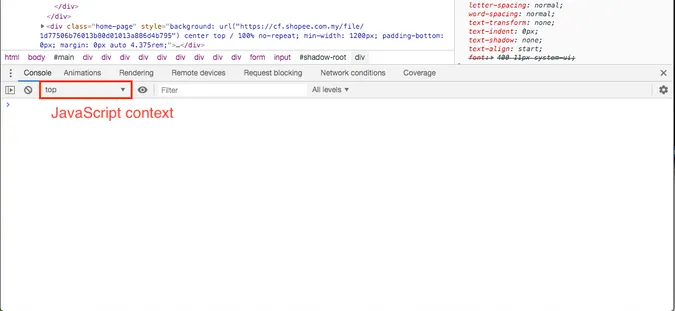 </div>
</div>
<div class="home-page" style="background: url("https://cf.shopee.com.my/file/
1d77506b76013b80d01013a886d4b795") center top / 100% no-repeat; min-width: 1200px; padding-bottom:
0px; margin: 0px auto 4.375rem;">…</div>
letter-spacing: normal;
word-spacing: normal;
text-transform: none;
text-indent: 0px;
text-shadow: none;
text-align: start;
font: 400 11px system-ui;
html body #main div div div div div div div div div form input #shadow-root div
Console Animations Rendering Remote devices Request blocking Network conditions Coverage
top Filter All levels
JavaScript context